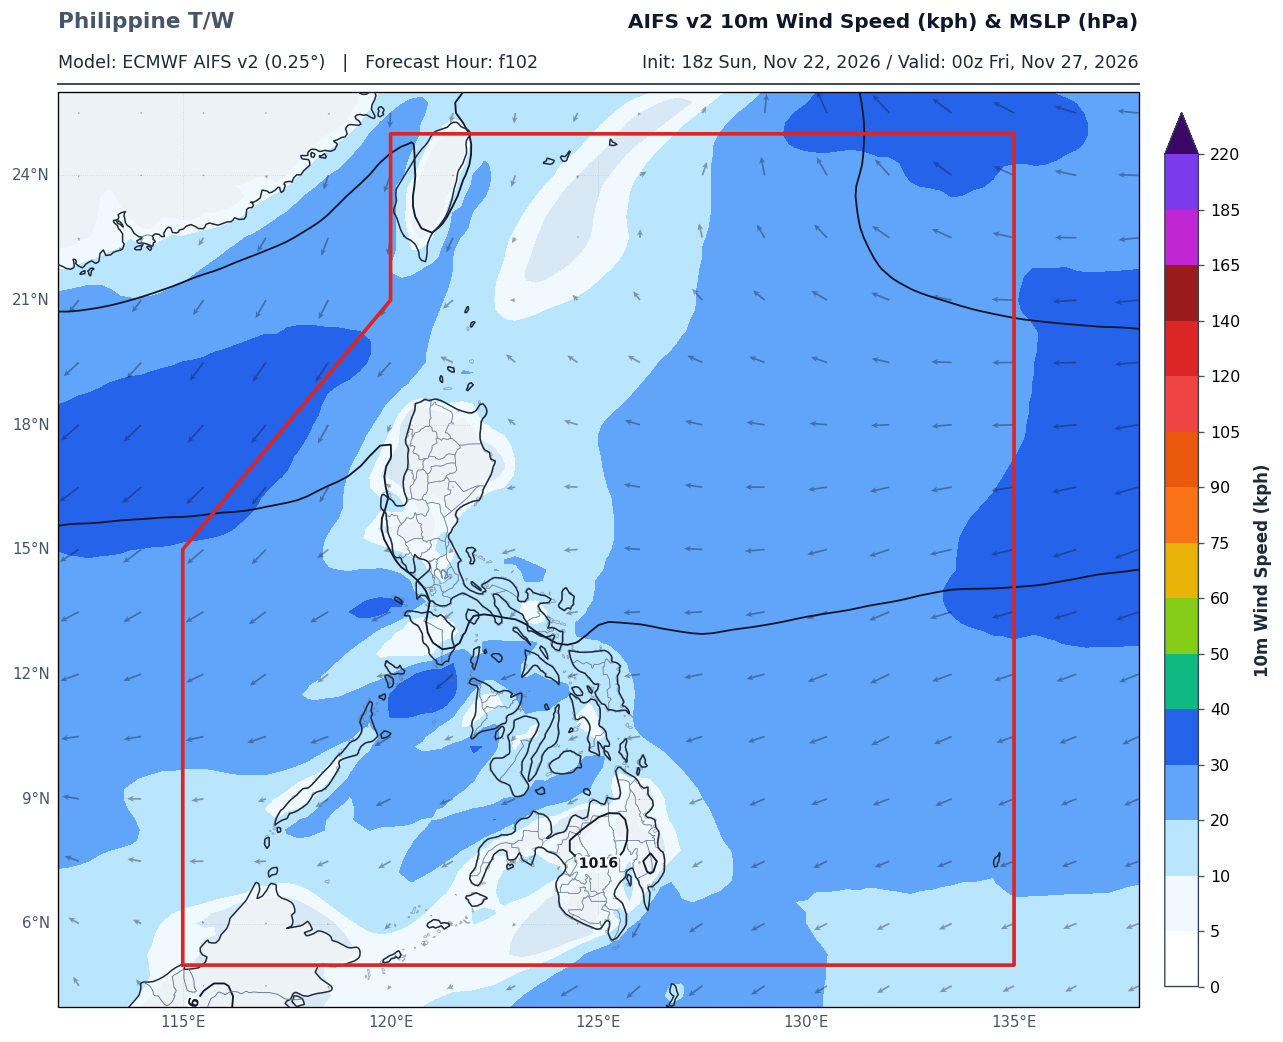 Philippine T/W
AIFS v2 10m Wind Speed (kph) & MSLP (hPa)
Model: ECMWF AIFS v2 (0.25°) | Forecast Hour: f102
Init: 18z Sun, Nov 22, 2026 / Valid: 00z Fri, Nov 27, 2026
24°N
21°N
18°N
15°N
12°N
9°N
6°N
1016
115°E
120°E
125°E
130°E
135°E
220
185
165
140
120
105
90
75
60
50
40
30
20
10
5
0
10m Wind Speed (kph)